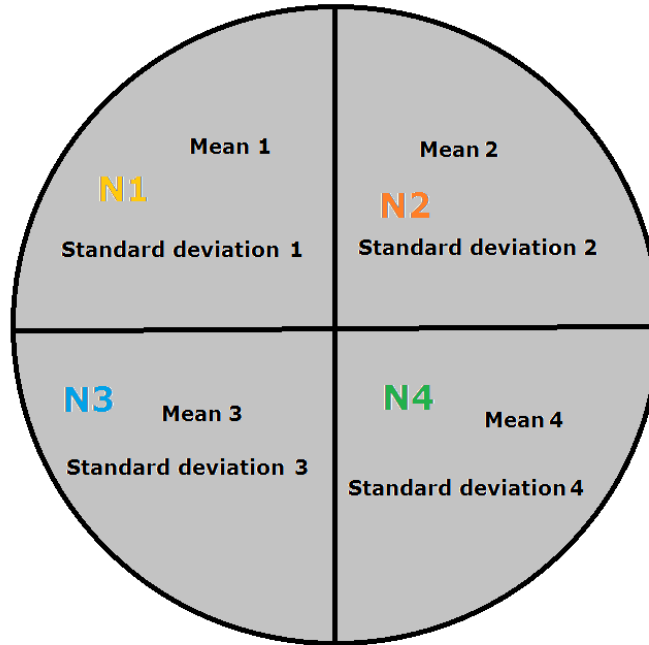 Mean 1
N1
Standard deviation 1
Mean 2
N2
Standard deviation 2
N3
Mean 3
Standard deviation 3
N4
Mean 4
Standard deviation 4